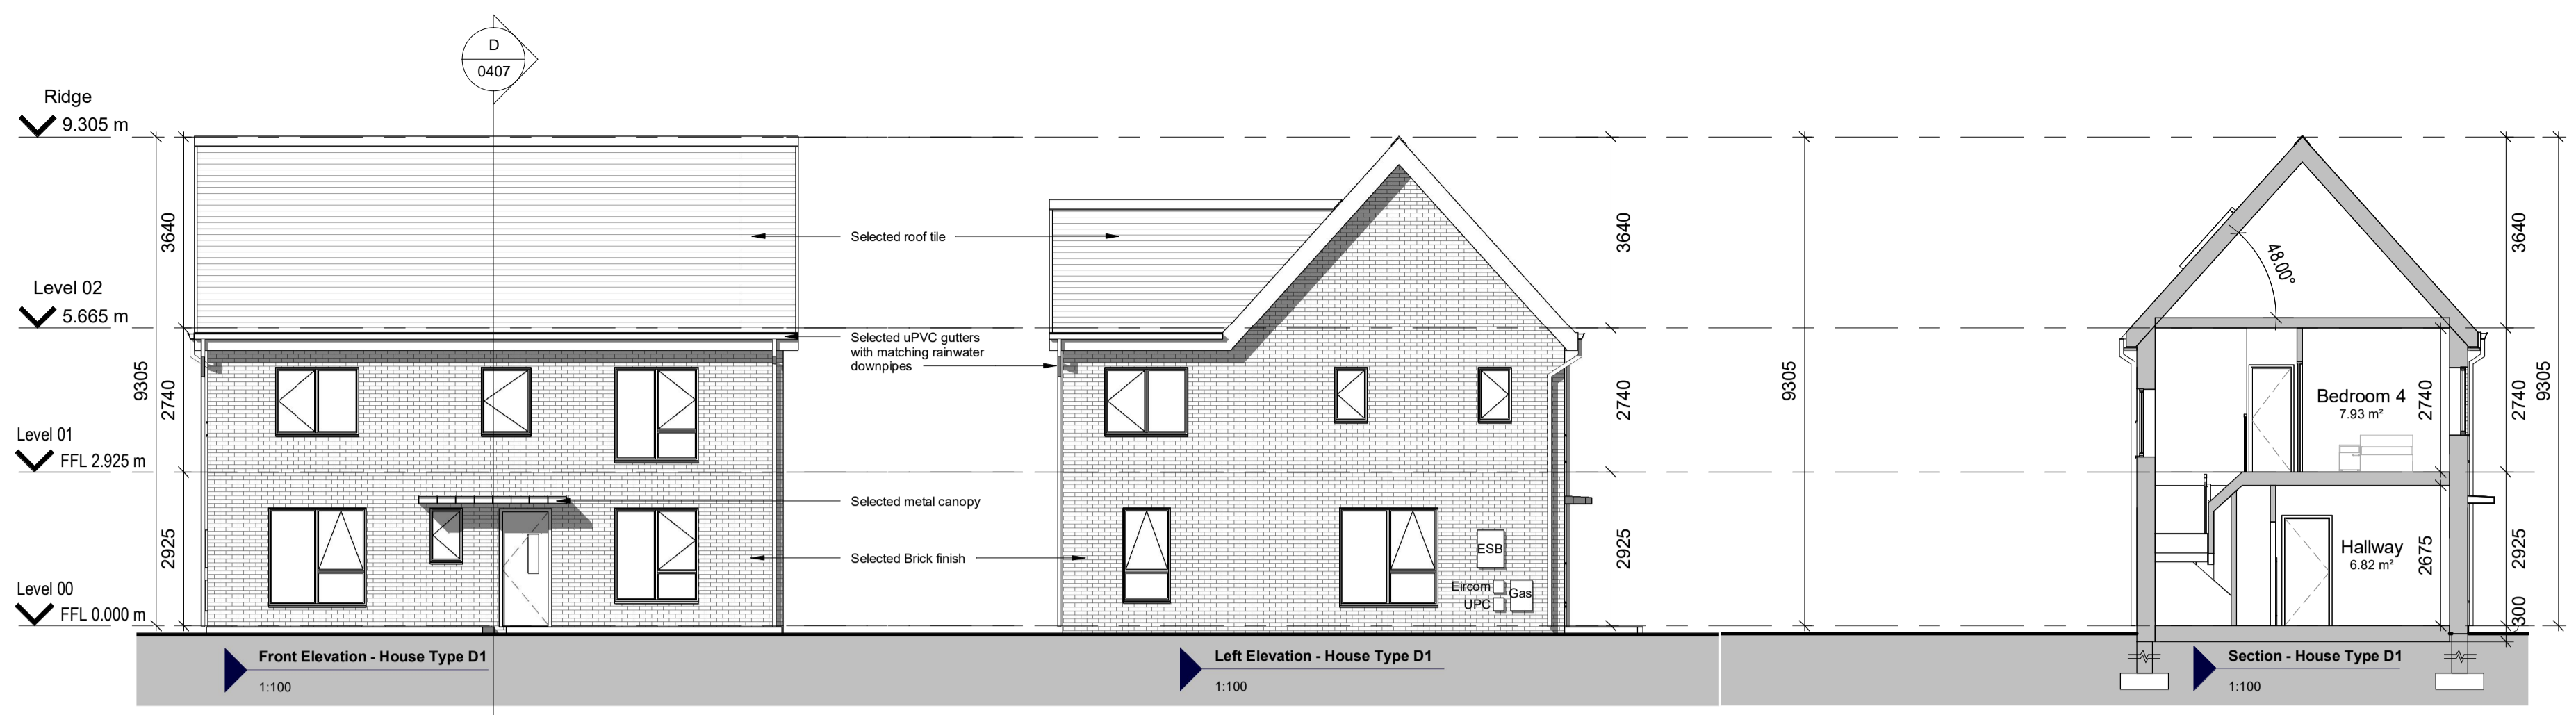 D
0407
Ridge
9.305 m
Level 02
5.665 m
Level 01
FFL 2.925 m
Level 00
FFL 0.000 m
9305
3640
2740
2925
Selected roof tile
Selected uPVC gutters
with matching rainwater
downpipes
Selected metal canopy
Selected Brick finish
Front Elevation - House Type D1
1:100
ESB
Eircom
Gas
UPC
3640
2740
2925
9305
Left Elevation - House Type D1
1:100
48.00°
Bedroom 4
7.93 m²
2740
Hallway
6.82 m²
2675
3640
2740
2925
300
9305
Section - House Type D1
1:100